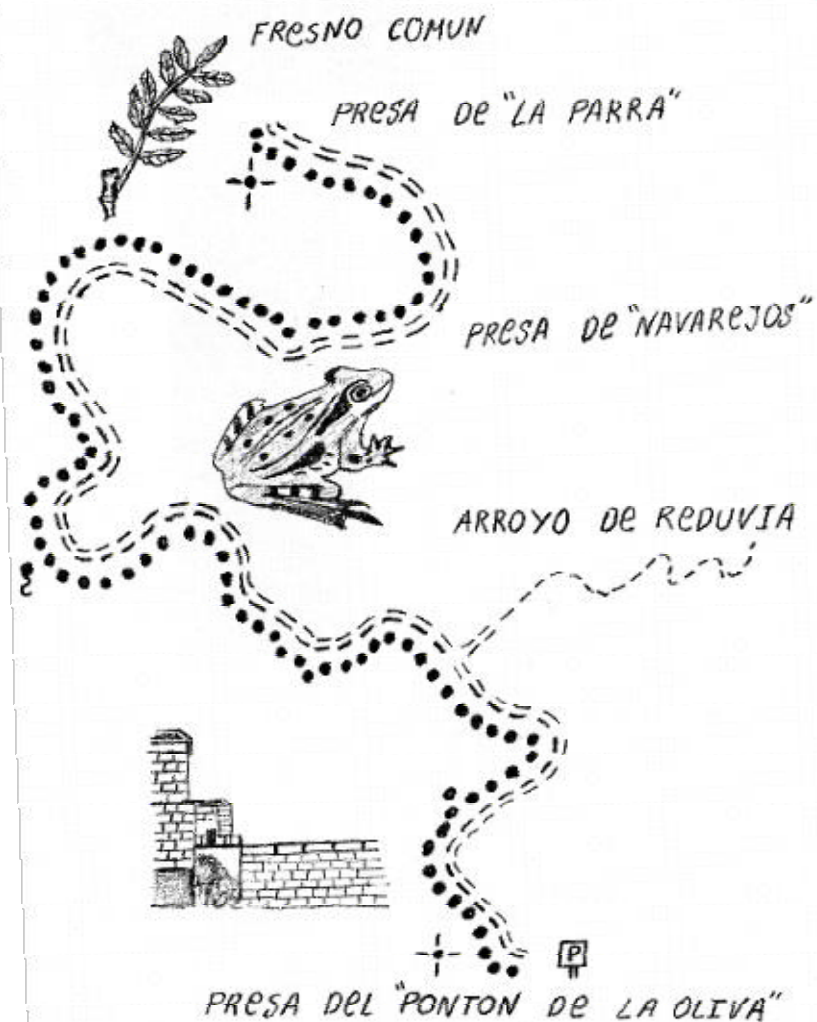 FResNO COMUN
PResA De "LA PARRA"
PResA De "NAVAReJOS"
ARROYO De ReDUVIA
P
PResA Del "PONTON De LA OLIVA"